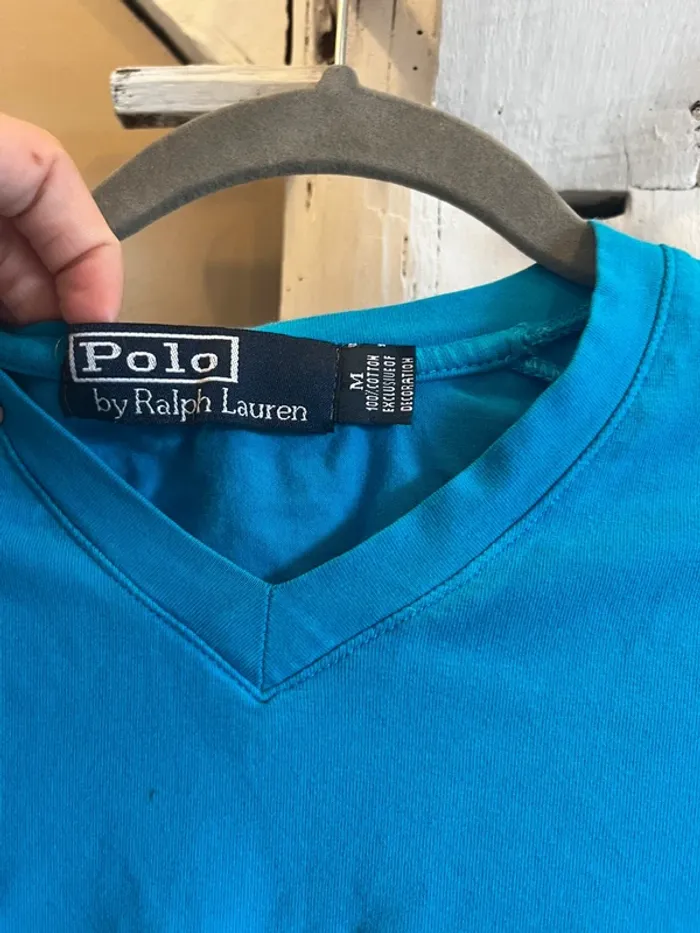 Polo
by Ralph Lauren
M
100% COTTON
EXCLUSIVE OF
DECORATION